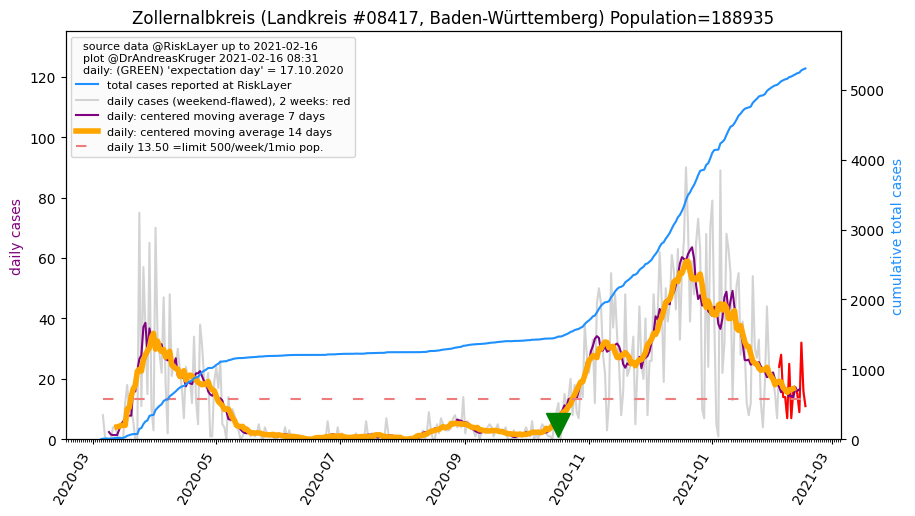 Zollernalbkreis (Landkreis #08417, Baden-Württemberg) Population=188935
source data @RiskLayer up to 2021-02-16
plot @DrAndreasKruger 2021-02-16 08:31
daily: (GREEN) 'expectation day' = 17.10.2020
total cases reported at RiskLayer
daily cases (weekend-flawed), 2 weeks: red
daily: centered moving average 7 days
daily: centered moving average 14 days
daily 13.50 =limit 500/week/1mio pop.
daily cases
120
100
80
60
40
20
0
5000
4000
3000
2000
1000
0
cumulative total cases
2020-03
2020-05
2020-07
2020-09
2020-11
2021-01
2021-03